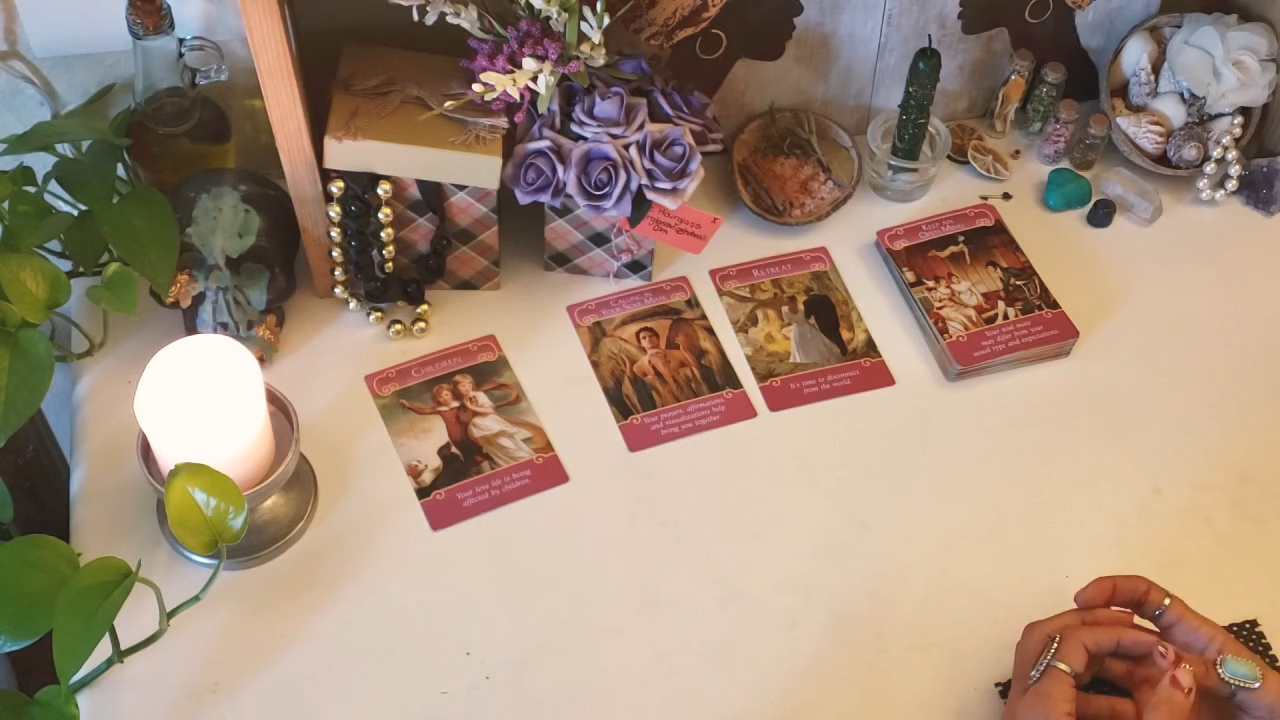 CHILDREN
Your love life is being
affected by children.
CALLING IN
YOUR SOUL MATE
Your prayers, affirmations,
and visualizations help
bring you together.
RETREAT
It's time to disconnect
from the world.
KEEP AN
OPEN MIND
Your soul mate
may differ from your
usual type and expectations.
Hourglass